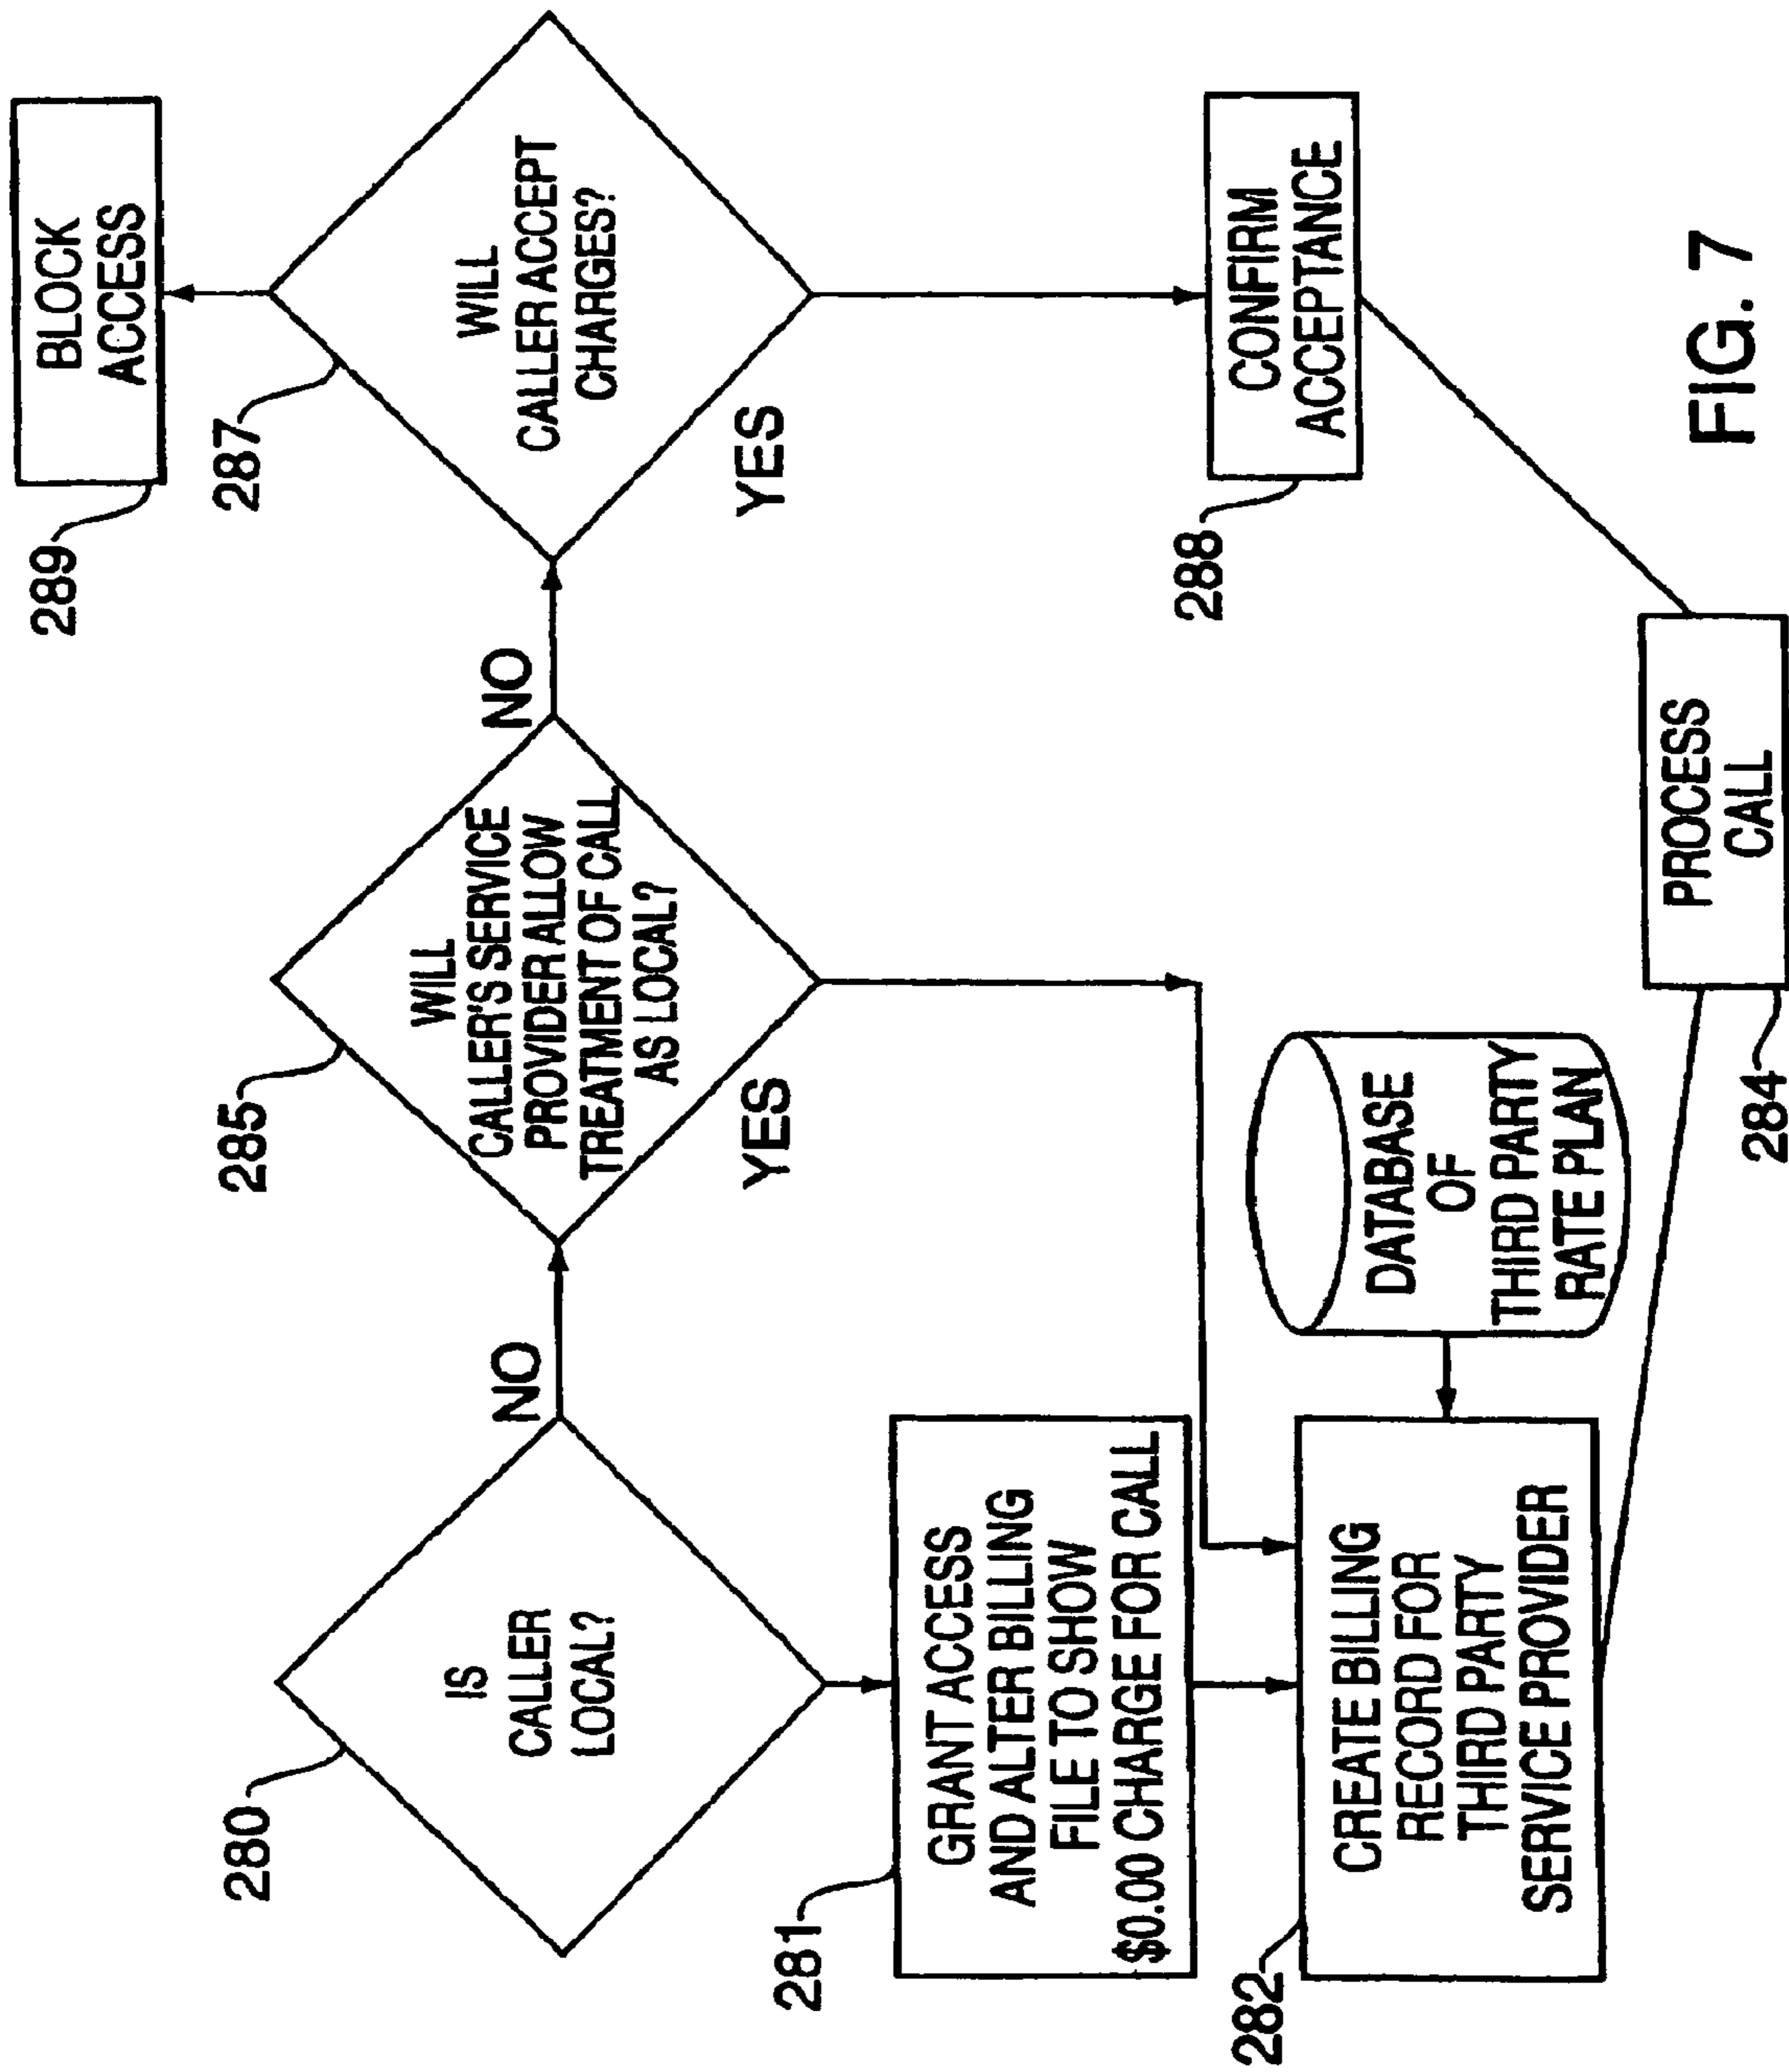 280
IS
CALLER
LOCAL?
NO
285
WILL
CALLER'S SERVICE
PROVIDER ALLOW
TREATMENT OF CALL
AS LOCAL?
YES
NO
287
WILL
CALLER ACCEPT
CHARGES?
YES
289
BLOCK
ACCESS
281
GRANT ACCESS
AND ALTER BILLING
FILE TO SHOW
$0.00 CHARGE FOR CALL
282
CREATE BILLING
RECORD FOR
THIRD PARTY
SERVICE PROVIDER
DATABASE
OF
THIRD PARTY
RATE PLAN
288
CONFIRM
ACCEPTANCE
284
PROCESS
CALL
FIG. 7